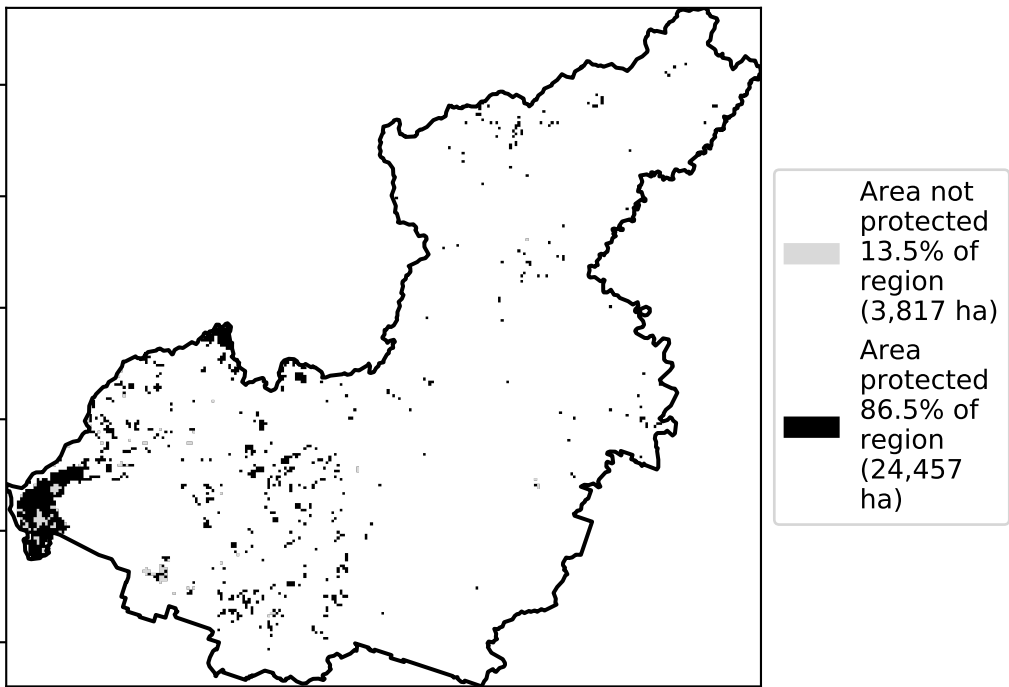 Area not
protected
13.5% of
region
(3,817 ha)
Area
protected
86.5% of
region
(24,457
ha)